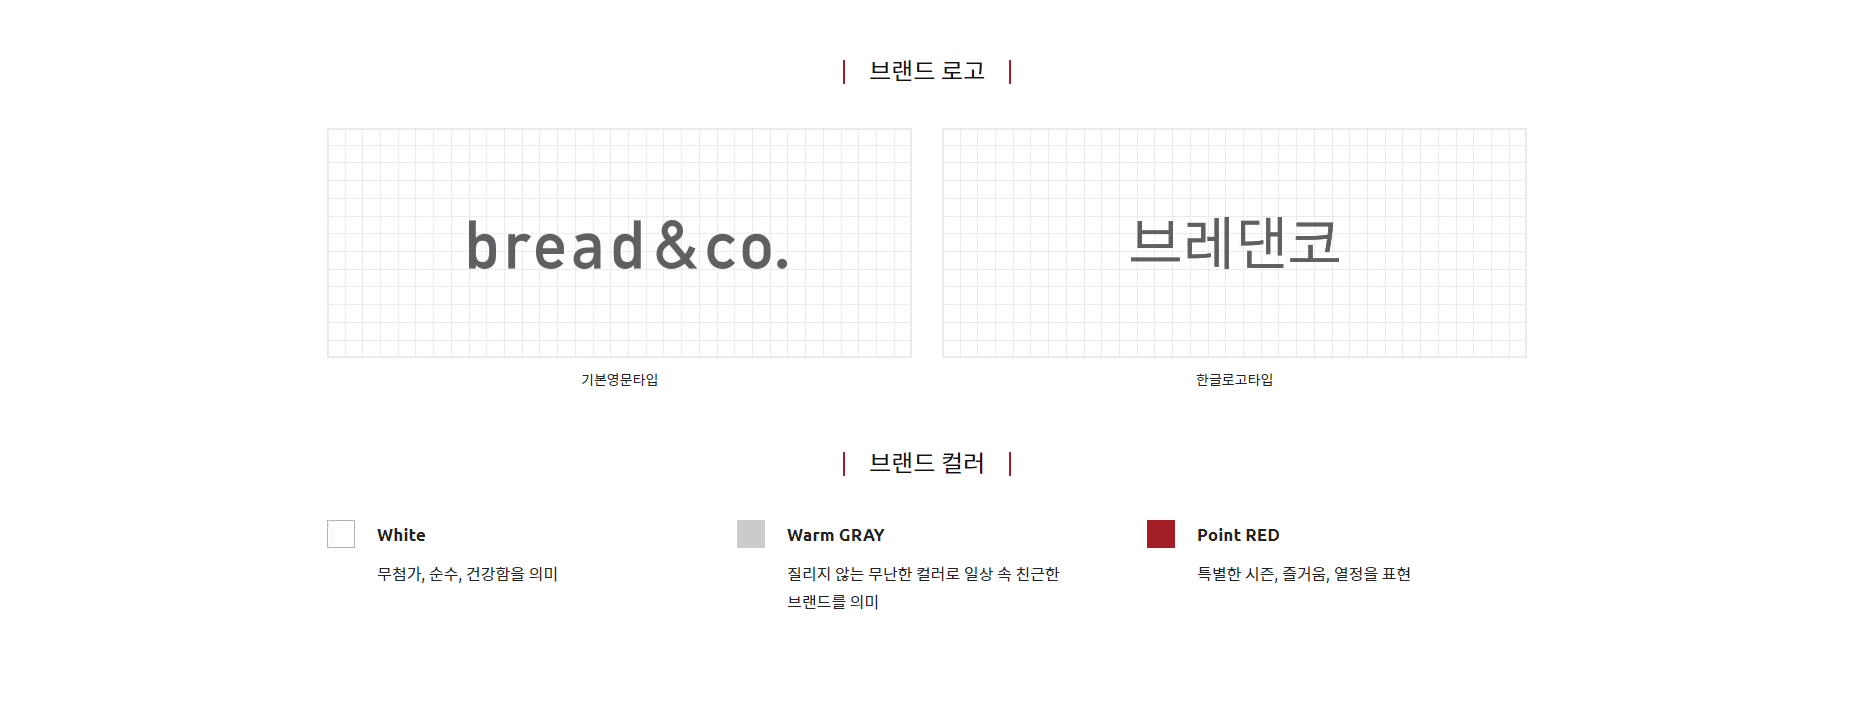 브랜드 로고
bread&co.
브레댄코
기본영문타입
한글로고타입
브랜드 컬러
White
무첨가, 순수, 건강함을 의미
Warm GRAY
질리지 않는 무난한 컬러로 일상 속 친근한
브랜드를 의미
Point RED
특별한 시즌, 즐거움, 열정을 표현